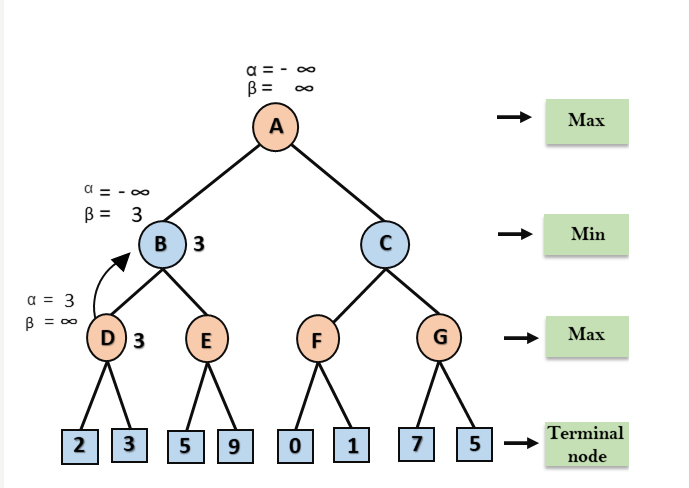 α = - ∞
β = ∞
A
Max
α = - ∞
β = 3
B 3
C
Min
α = 3
β = ∞
D 3
E
F
G
Max
2
3
5
9
0
1
7
5
Terminal
node